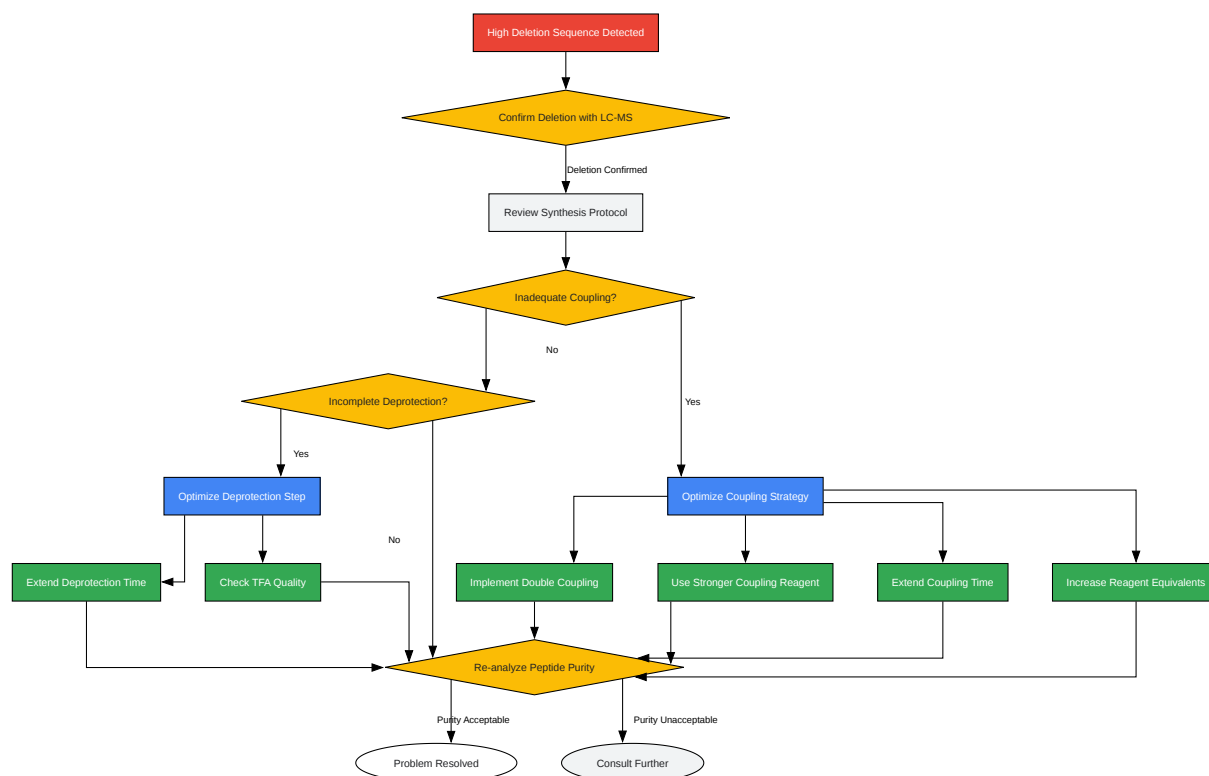 High Deletion Sequence Detected
Confirm Deletion with LC-MS
Deletion Confirmed
Review Synthesis Protocol
Inadequate Coupling?
No
Incomplete Deprotection?
Yes
Yes
Optimize Deprotection Step
Optimize Coupling Strategy
No
Extend Deprotection Time
Check TFA Quality
Implement Double Coupling
Use Stronger Coupling Reagent
Extend Coupling Time
Increase Reagent Equivalents
Re-analyze Peptide Purity
Purity Acceptable
Purity Unacceptable
Problem Resolved
Consult Further